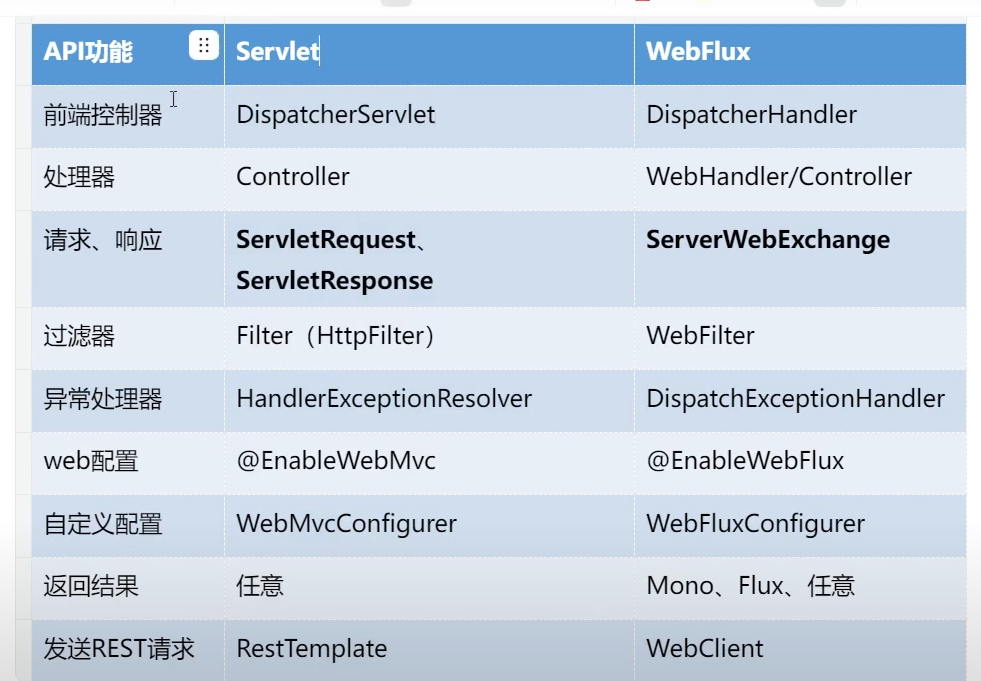 API功能 Servlet WebFlux
前端控制器 DispatcherServlet DispatcherHandler
处理器 Controller WebHandler/Controller
请求、响应 ServletRequest、 ServerWebExchange
ServletResponse
过滤器 Filter（HttpFilter） WebFilter
异常处理器 HandlerExceptionResolver DispatchExceptionHandler
web配置 @EnableWebMvc @EnableWebFlux
自定义配置 WebMvcConfigurer WebFluxConfigurer
返回结果 任意 Mono、Flux、任意
发送REST请求 RestTemplate WebClient